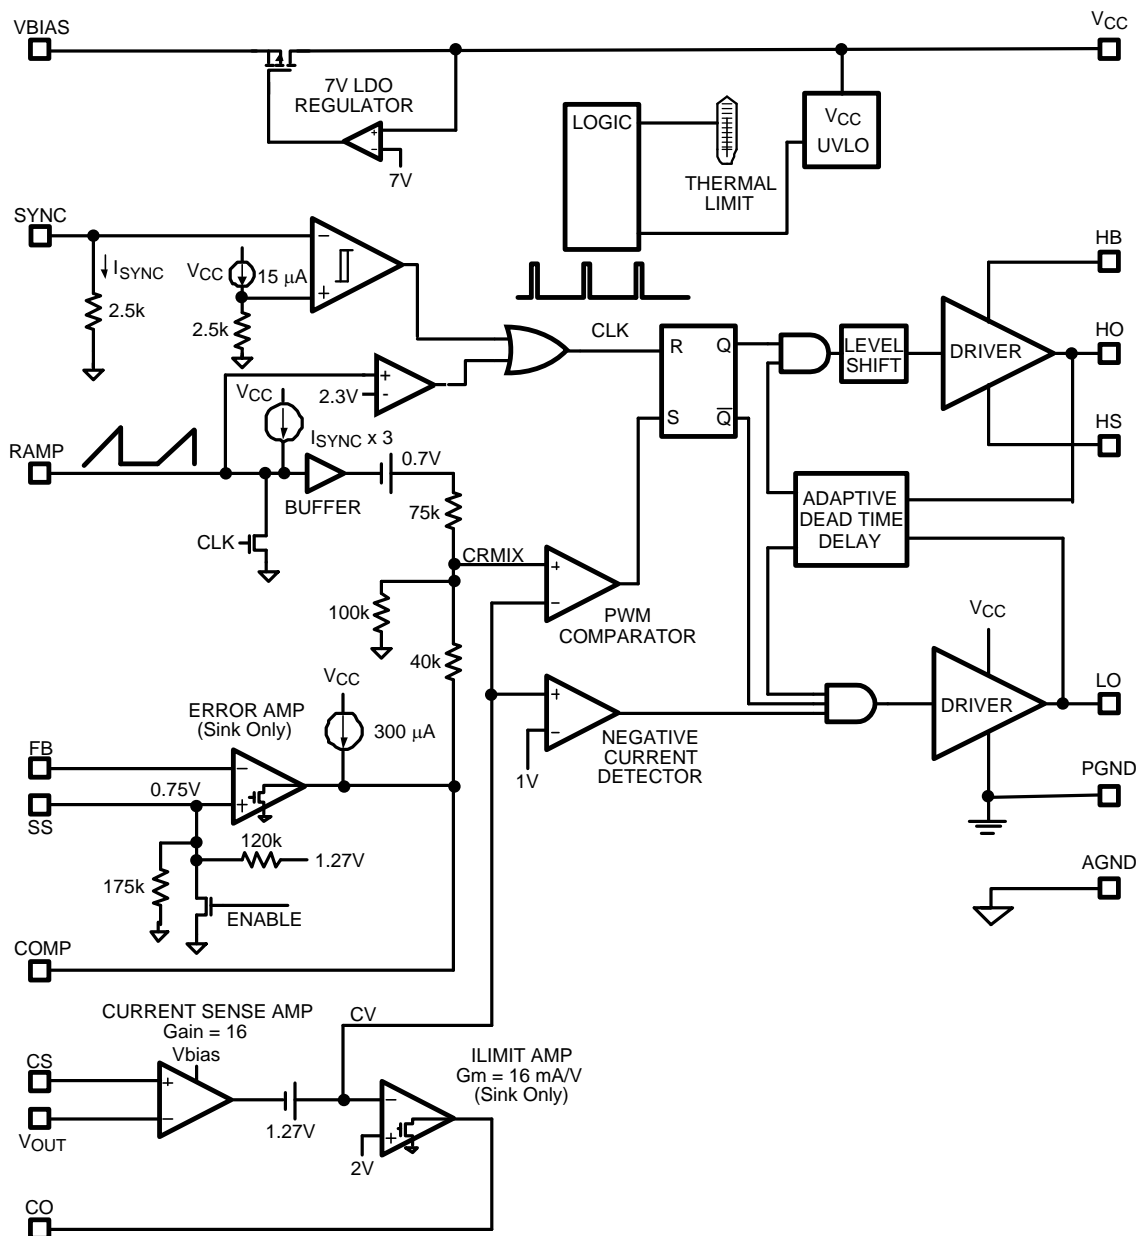 VBIAS
VCC
7V LDO
REGULATOR
+
−
7V
LOGIC
THERMAL
LIMIT
VCC
UVLO
SYNC
ISYNC
2.5k
VCC
15 μA
2.5k
−
+
CLK
HB
HO
HS
R
Q
S
Q̅
LEVEL
SHIFT
DRIVER
+
-
2.3V
VCC
RAMP
ISYNC x 3
0.7V
BUFFER
75k
CLK
CRMIX
100k
40k
+
−
PWM
COMPARATOR
ADAPTIVE
DEAD TIME
DELAY
VCC
DRIVER
LO
PGND
AGND
VCC
300 μA
ERROR AMP
(Sink Only)
+
−
1V
NEGATIVE
CURRENT
DETECTOR
FB
SS
0.75V
−
+
120k
1.27V
175k
ENABLE
COMP
CURRENT SENSE AMP
Gain = 16
Vbias
CV
CS
VOUT
+
−
1.27V
ILIMIT AMP
Gm = 16 mA/V
(Sink Only)
−
+
2V
CO